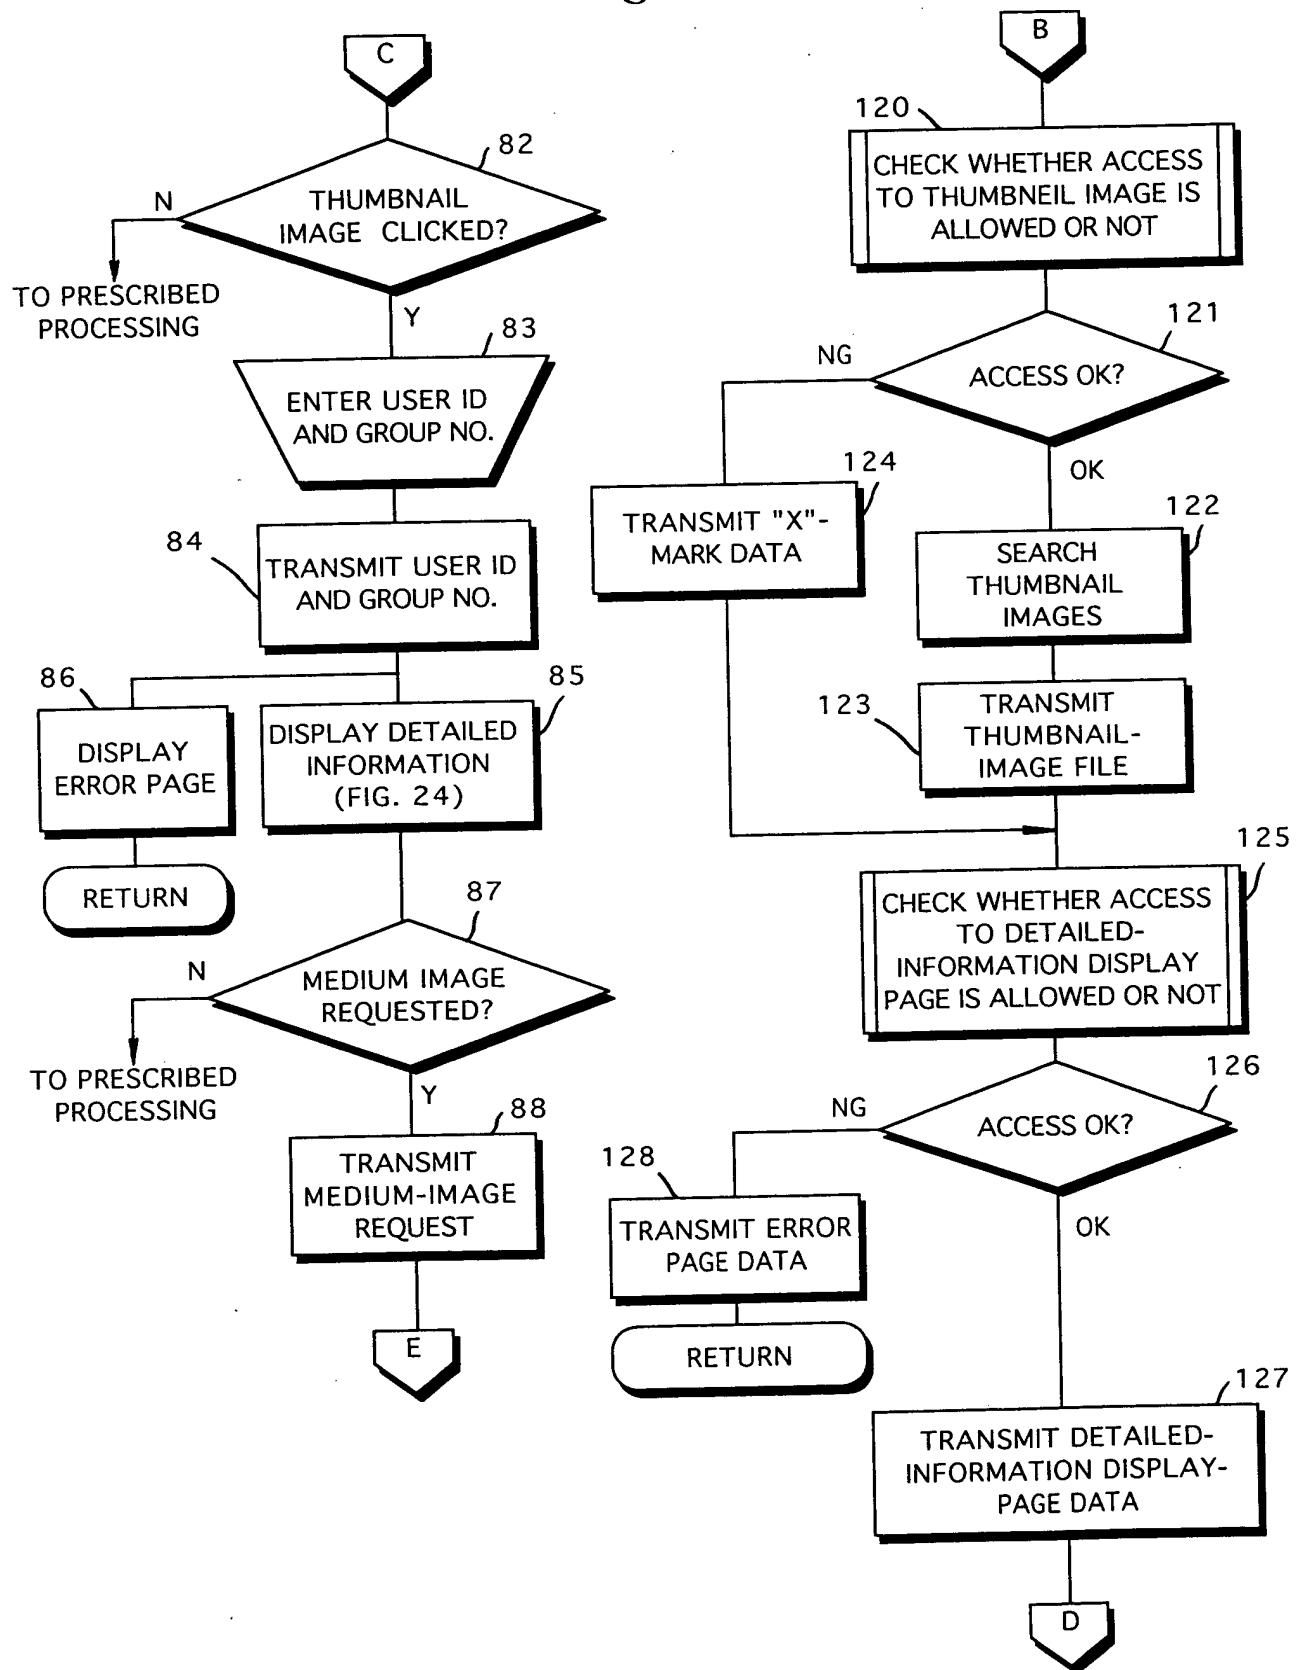 C
82
THUMBNAIL
IMAGE CLICKED?
N
TO PRESCRIBED
PROCESSING
Y
83
ENTER USER ID
AND GROUP NO.
84
TRANSMIT USER ID
AND GROUP NO.
86
DISPLAY
ERROR PAGE
RETURN
85
DISPLAY DETAILED
INFORMATION
(FIG. 24)
87
MEDIUM IMAGE
REQUESTED?
N
TO PRESCRIBED
PROCESSING
Y
88
TRANSMIT
MEDIUM-IMAGE
REQUEST
E
B
120
CHECK WHETHER ACCESS
TO THUMBNEIL IMAGE IS
ALLOWED OR NOT
121
ACCESS OK?
NG
OK
124
TRANSMIT "X"-
MARK DATA
122
SEARCH
THUMBNAIL
IMAGES
123
TRANSMIT
THUMBNAIL-
IMAGE FILE
125
CHECK WHETHER ACCESS
TO DETAILED-
INFORMATION DISPLAY
PAGE IS ALLOWED OR NOT
126
ACCESS OK?
NG
OK
128
TRANSMIT ERROR
PAGE DATA
RETURN
127
TRANSMIT DETAILED-
INFORMATION DISPLAY-
PAGE DATA
D